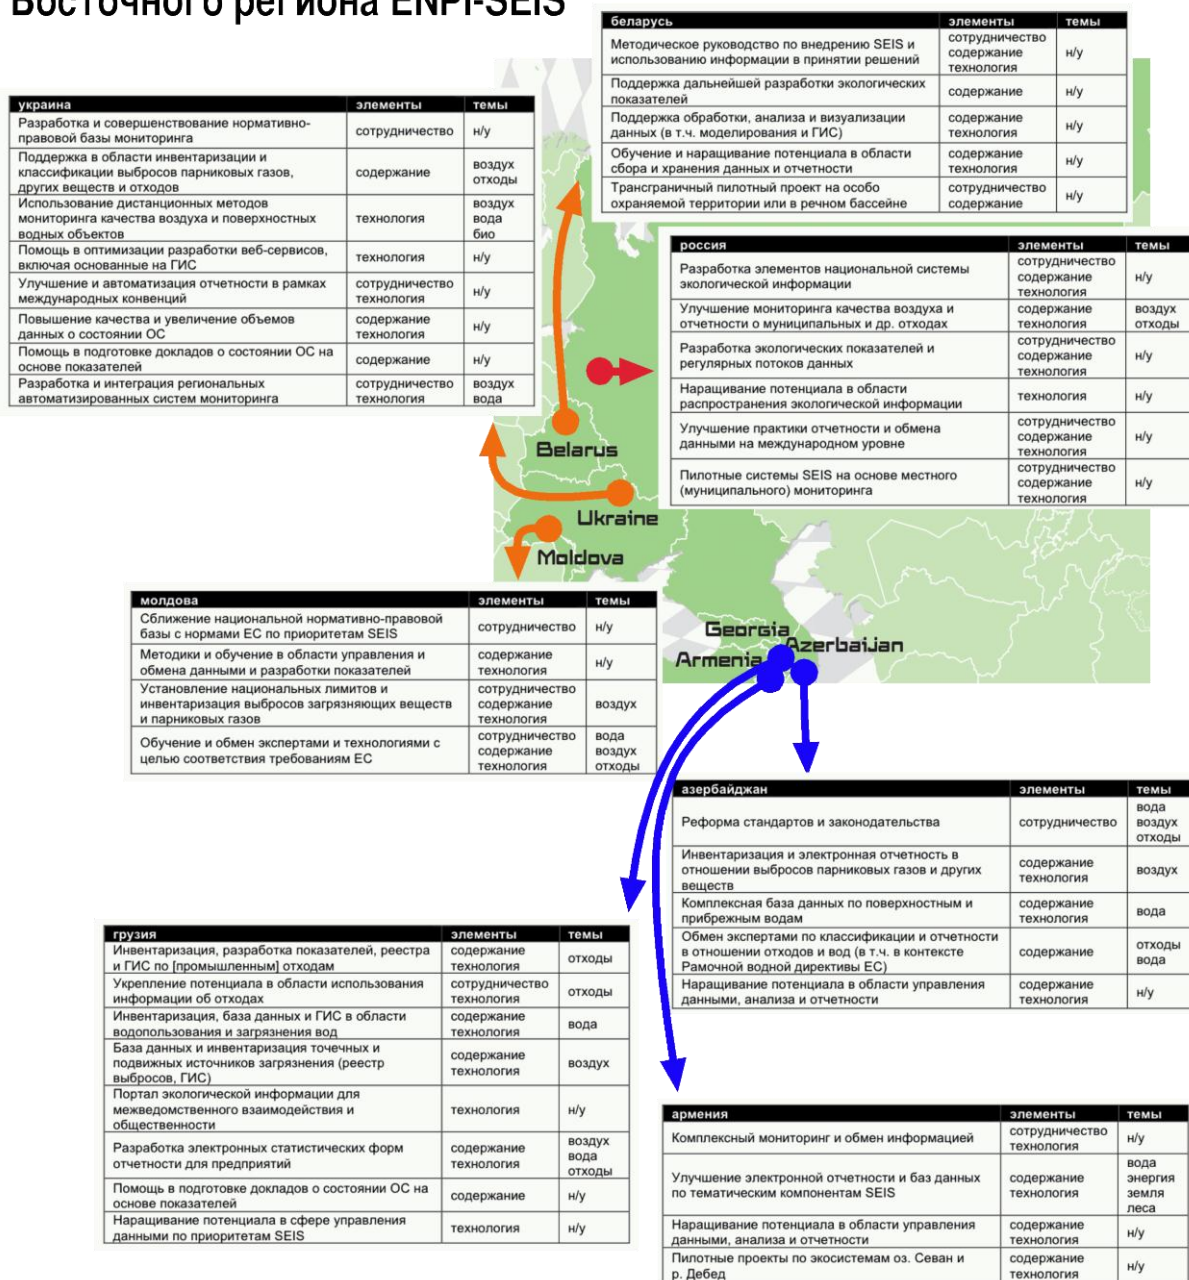 Восточного региона ENPI-SEIS
беларусь элементы темы
Методическое руководство по внедрению SEIS и
использованию информации в принятии решений
сотрудничество
содержание
технология
н/у
Поддержка дальнейшей разработки экологических
показателей
содержание
н/у
Поддержка обработки, анализа и визуализации
данных (в т.ч. моделирования и ГИС)
содержание
технология
н/у
Обучение и наращивание потенциала в области
сбора и хранения данных и отчетности
содержание
технология
н/у
Трансграничный пилотный проект на особо
охраняемой территории или в речном бассейне
сотрудничество
содержание
н/у
украина элементы темы
Разработка и совершенствование нормативно-
правовой базы мониторинга
сотрудничество
н/у
Поддержка в области инвентаризации и
классификации выбросов парниковых газов,
других веществ и отходов
содержание
воздух
отходы
Использование дистанционных методов
мониторинга качества воздуха и поверхностных
водных объектов
технология
воздух
вода
био
Помощь в оптимизации разработки веб-сервисов,
включая основанные на ГИС
технология
н/у
Улучшение и автоматизация отчетности в рамках
международных конвенций
сотрудничество
технология
н/у
Повышение качества и увеличение объемов
данных о состоянии ОС
содержание
технология
н/у
Помощь в подготовке докладов о состоянии ОС на
основе показателей
содержание
н/у
Разработка и интеграция региональных
автоматизированных систем мониторинга
сотрудничество
технология
воздух
вода
россия элементы темы
Разработка элементов национальной системы
экологической информации
сотрудничество
содержание
технология
н/у
Улучшение мониторинга качества воздуха и
отчетности о муниципальных и др. отходах
содержание
технология
воздух
отходы
Разработка экологических показателей и
регулярных потоков данных
сотрудничество
содержание
технология
н/у
Наращивание потенциала в области
распространения экологической информации
технология
н/у
Улучшение практики отчетности и обмена
данными на международном уровне
сотрудничество
содержание
технология
н/у
Пилотные системы SEIS на основе местного
(муниципального) мониторинга
сотрудничество
содержание
технология
н/у
Belarus
Ukraine
Moldova
Georgia
Azerbaijan
Armenia
молдова элементы темы
Сближение национальной нормативно-правовой
базы с нормами ЕС по приоритетам SEIS
сотрудничество
н/у
Методики и обучение в области управления и
обмена данными и разработки показателей
содержание
технология
н/у
Установление национальных лимитов и
инвентаризация выбросов загрязняющих веществ
и парниковых газов
сотрудничество
содержание
технология
воздух
Обучение и обмен экспертами и технологиями с
целью соответствия требованиям ЕС
сотрудничество
содержание
технология
вода
воздух
отходы
азербайджан элементы темы
Реформа стандартов и законодательства
сотрудничество
вода
воздух
отходы
Инвентаризация и электронная отчетность в
отношении выбросов парниковых газов и других
веществ
содержание
технология
воздух
Комплексная база данных по поверхностным и
прибрежным водам
содержание
технология
вода
Обмен экспертами по классификации и отчетности
в отношении отходов и вод (в т.ч. в контексте
Рамочной водной директивы ЕС)
содержание
отходы
вода
Наращивание потенциала в области управления
данными, анализа и отчетности
содержание
технология
н/у
грузия элементы темы
Инвентаризация, разработка показателей, реестра
и ГИС по [промышленным] отходам
содержание
технология
отходы
Укрепление потенциала в области использования
информации об отходах
сотрудничество
технология
отходы
Инвентаризация, база данных и ГИС в области
водопользования и загрязнения вод
содержание
технология
вода
База данных и инвентаризация точечных и
подвижных источников загрязнения (реестр
выбросов, ГИС)
содержание
технология
воздух
Портал экологической информации для
межведомственного взаимодействия и
общественности
технология
н/у
Разработка электронных статистических форм
отчетности для предприятий
содержание
технология
воздух
вода
отходы
Помощь в подготовке докладов о состоянии ОС на
основе показателей
содержание
н/у
Наращивание потенциала в сфере управления
данными по приоритетам SEIS
технология
н/у
армения элементы темы
Комплексный мониторинг и обмен информацией
сотрудничество
технология
н/у
Улучшение электронной отчетности и баз данных
по тематическим компонентам SEIS
содержание
технология
вода
энергия
земля
леса
Наращивание потенциала в области управления
данными, анализа и отчетности
содержание
технология
н/у
Пилотные проекты по экосистемам оз. Севан и
р. Дебед
содержание
технология
н/у